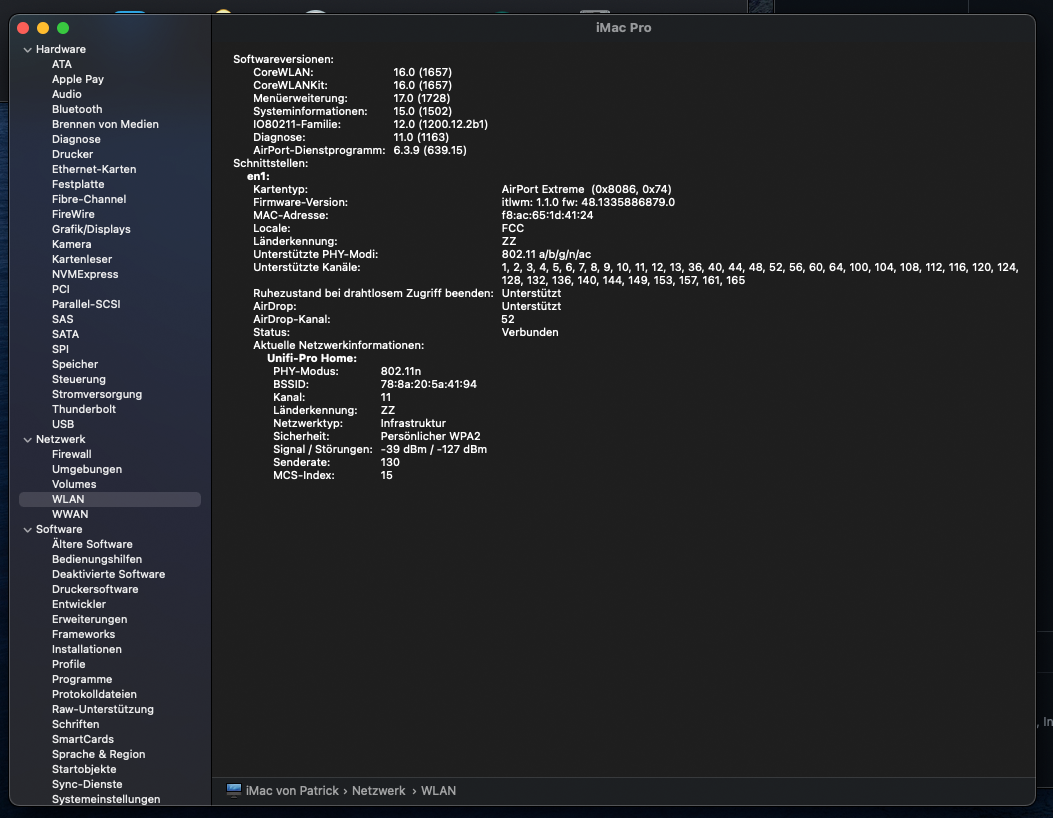 iMac Pro
Hardware
ATA
Apple Pay
Audio
Bluetooth
Brennen von Medien
Diagnose
Drucker
Ethernet-Karten
Festplatte
Fibre-Channel
FireWire
Grafik/Displays
Kamera
Kartenleser
NVMExpress
PCI
Parallel-SCSI
SAS
SATA
SPI
Speicher
Steuerung
Stromversorgung
Thunderbolt
USB
Netzwerk
Firewall
Umgebungen
Volumes
WLAN
WWAN
Software
Ältere Software
Bedienungshilfen
Deaktivierte Software
Druckersoftware
Entwickler
Erweiterungen
Frameworks
Installationen
Profile
Programme
Protokolldateien
Raw-Unterstützung
Schriften
SmartCards
Sprache & Region
Startobjekte
Sync-Dienste
Systemeinstellungen
Softwareversionen:
CoreWLAN: 16.0 (1657)
CoreWLANKit: 16.0 (1657)
Menüerweiterung: 17.0 (1728)
Systeminformationen: 15.0 (1502)
IO80211-Familie: 12.0 (1200.12.2b1)
Diagnose: 11.0 (1163)
AirPort-Dienstprogramm: 6.3.9 (639.15)
Schnittstellen:
en1:
Kartentyp: AirPort Extreme (0x8086, 0x74)
Firmware-Version: itlwm: 1.1.0 fw: 48.1335886879.0
MAC-Adresse: f8:ac:65:1d:41:24
Locale: FCC
Länderkennung: ZZ
Unterstützte PHY-Modi: 802.11 a/b/g/n/ac
Unterstützte Kanäle: 1, 2, 3, 4, 5, 6, 7, 8, 9, 10, 11, 12, 13, 36, 40, 44, 48, 52, 56, 60, 64, 100, 104, 108, 112, 116, 120, 124,
128, 132, 136, 140, 144, 149, 153, 157, 161, 165
Ruhezustand bei drahtlosem Zugriff beenden: Unterstützt
AirDrop: Unterstützt
AirDrop-Kanal: 52
Status: Verbunden
Aktuelle Netzwerkinformationen:
Unifi-Pro Home:
PHY-Modus: 802.11n
BSSID: 78:8a:20:5a:41:94
Kanal: 11
Länderkennung: ZZ
Netzwerktyp: Infrastruktur
Sicherheit: Persönlicher WPA2
Signal / Störungen: -39 dBm / -127 dBm
Senderate: 130
MCS-Index: 15
iMac von Patrick › Netzwerk › WLAN
, In